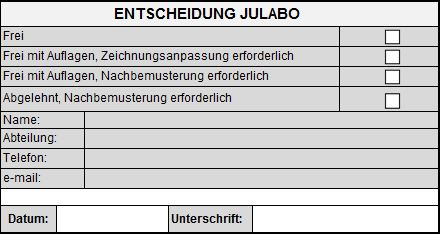 ENTSCHEIDUNG JULABO
Frei
Frei mit Auflagen, Zeichnungsanpassung erforderlich
Frei mit Auflagen, Nachbemusterung erforderlich
Abgelehnt, Nachbemusterung erforderlich
Name:
Abteilung:
Telefon:
e-mail:
Datum: Unterschrift: